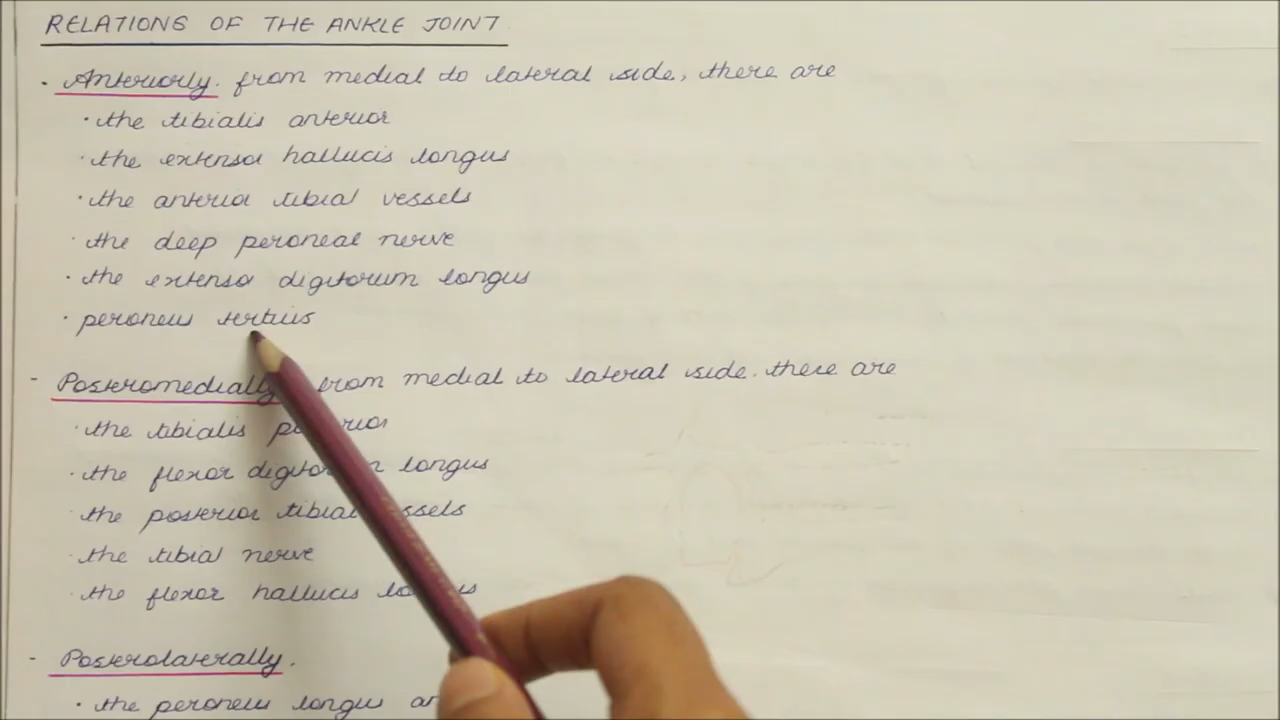 RELATIONS OF THE ANKLE JOINT
· Anteriorly. from medial to lateral side, there are
· the tibialis anterior
· the extensor hallucis longus
· the anterior tibial vessels
· the deep peroneal nerve
· the extensor digitorum longus
· peroneus tertius
- Posteromedially from medial to lateral side. there are
· the tibialis
· the flexor longus
· the posterior tibial
· the tibial nerve
· the flexor hallucis
- Posterolaterally.
· the peroneus longus